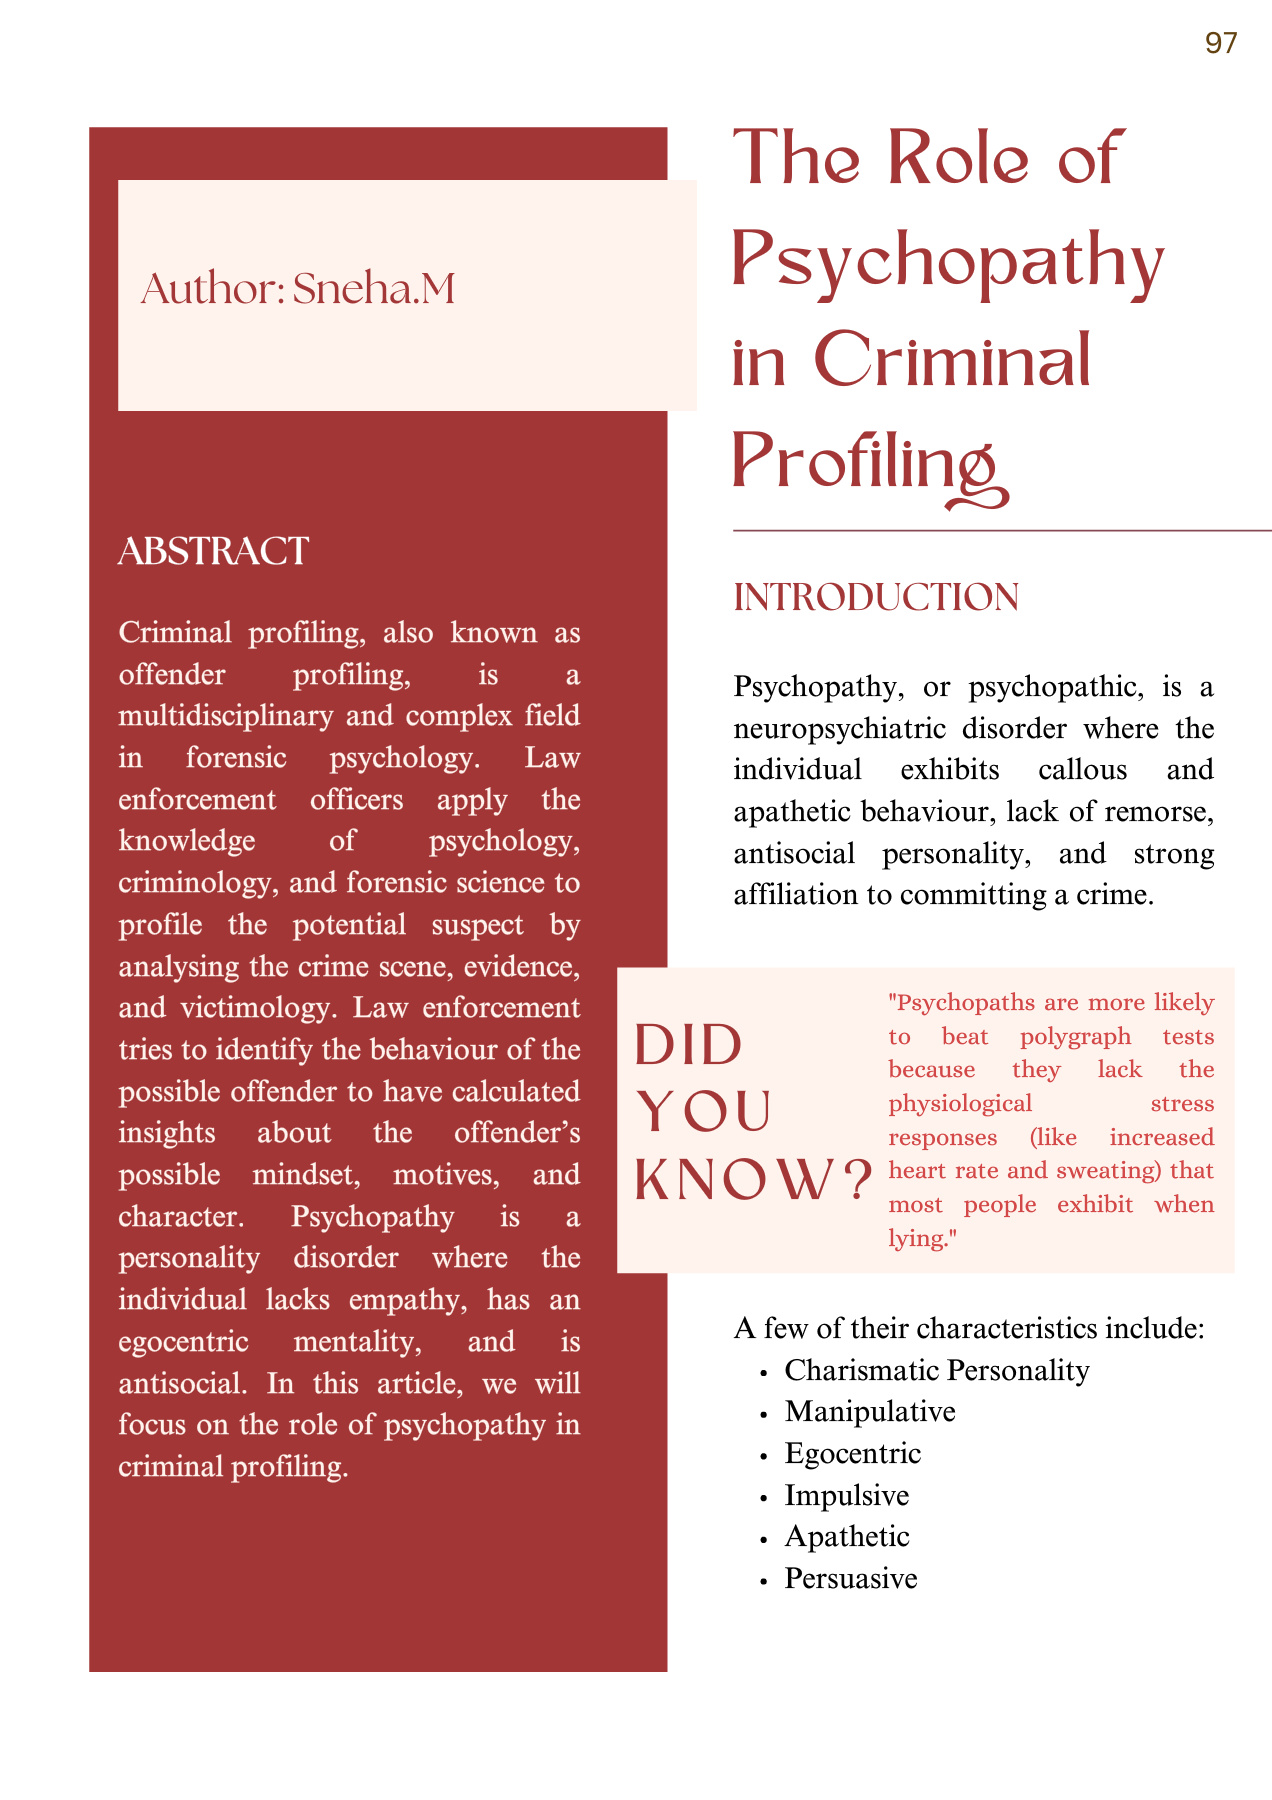 97
The Role of
Psychopathy
in Criminal
Profiling
Author: Sneha.M
ABSTRACT
Criminal profiling, also known as
offender profiling, is a
multidisciplinary and complex field
in forensic psychology. Law
enforcement officers apply the
knowledge of psychology,
criminology, and forensic science to
profile the potential suspect by
analysing the crime scene, evidence,
and victimology. Law enforcement
tries to identify the behaviour of the
possible offender to have calculated
insights about the offender’s
possible mindset, motives, and
character. Psychopathy is a
personality disorder where the
individual lacks empathy, has an
egocentric mentality, and is
antisocial. In this article, we will
focus on the role of psychopathy in
criminal profiling.
INTRODUCTION
Psychopathy, or psychopathic, is a
neuropsychiatric disorder where the
individual exhibits callous and
apathetic behaviour, lack of remorse,
antisocial personality, and strong
affiliation to committing a crime.
DID
YOU
KNOW?
"Psychopaths are more likely
to beat polygraph tests
because they lack the
physiological stress
responses (like increased
heart rate and sweating) that
most people exhibit when
lying."
A few of their characteristics include:
• Charismatic Personality
• Manipulative
• Egocentric
• Impulsive
• Apathetic
• Persuasive